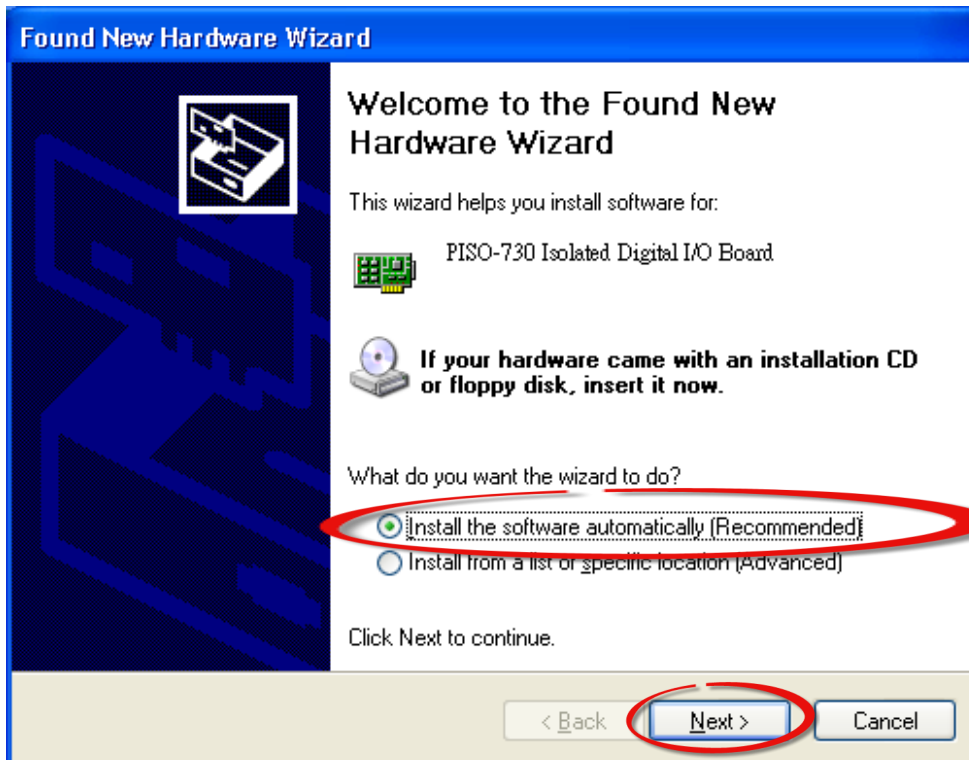 Found New Hardware Wizard
Welcome to the Found New
Hardware Wizard
This wizard helps you install software for:
PISO-730 Isolated Digital I/O Board
If your hardware came with an installation CD
or floppy disk, insert it now.
What do you want the wizard to do?
Install the software automatically (Recommended)
Install from a list or specific location (Advanced)
Click Next to continue.
< Back Next > Cancel